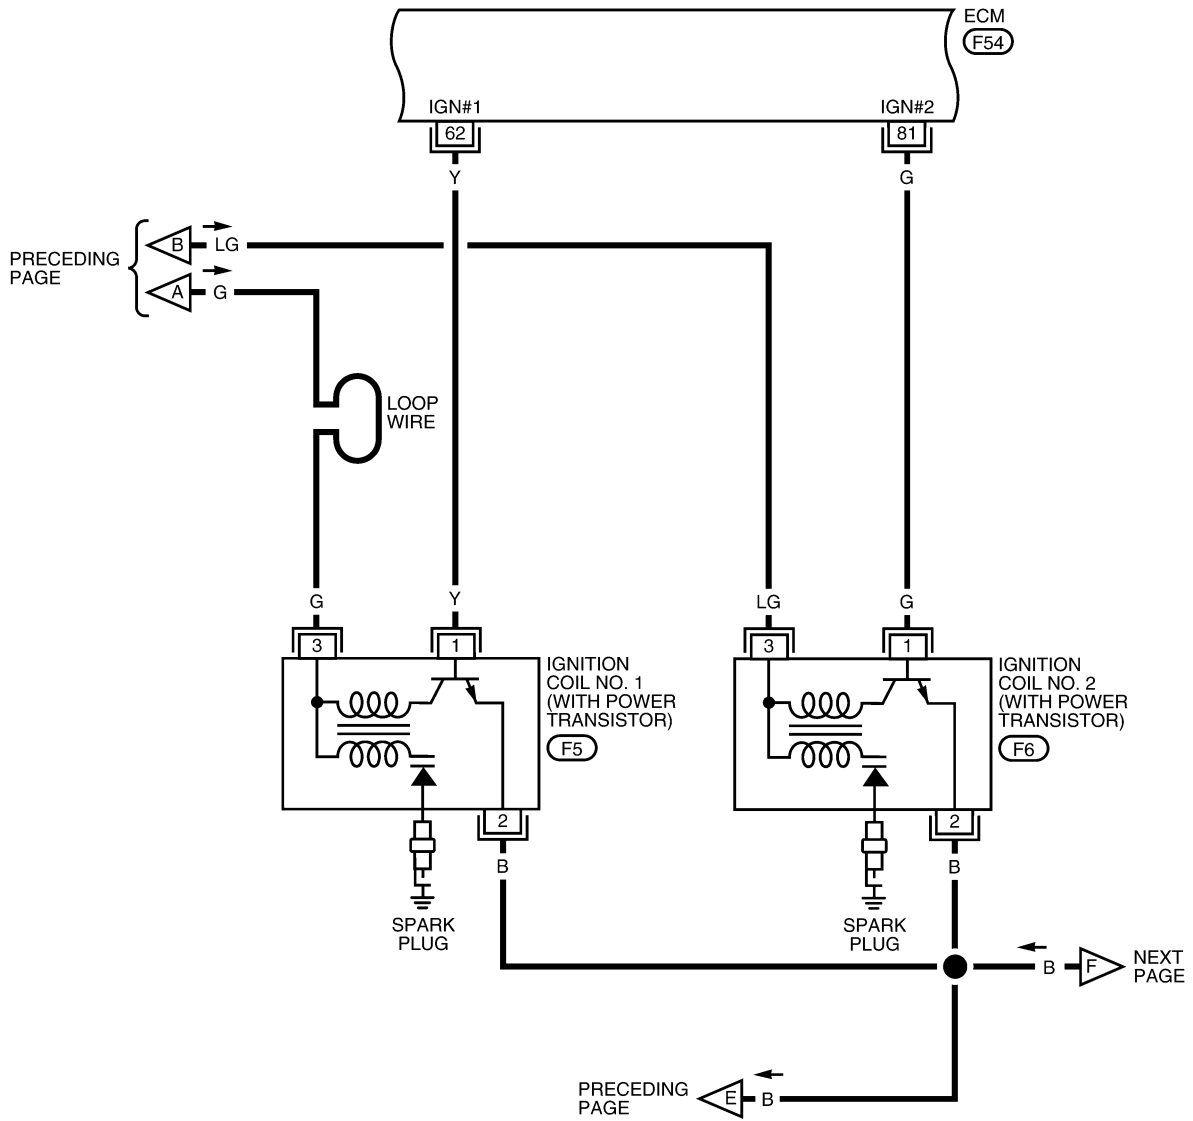 ECM
F54
IGN#1
IGN#2
62
81
Y
G
B
LG
PRECEDING
PAGE
A
G
LOOP
WIRE
G
Y
LG
G
3
1
3
1
IGNITION
COIL NO. 1
(WITH POWER
TRANSISTOR)
F5
IGNITION
COIL NO. 2
(WITH POWER
TRANSISTOR)
F6
2
2
B
B
SPARK
PLUG
SPARK
PLUG
B
F
NEXT
PAGE
PRECEDING
PAGE
E
B